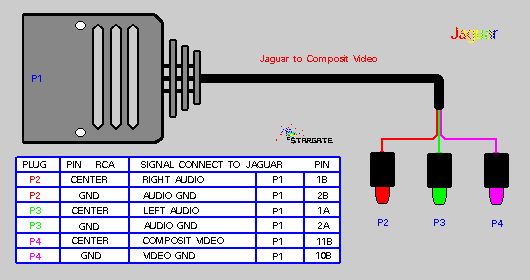 Jaguar
Jaguar to Composit Video
P1
STARGATE
PLUG PIN RCA SIGNAL CONNECT TO JAGUAR PIN
P2 CENTER RIGHT AUDIO P1 1B
P2 GND AUDIO GND P1 2B
P3 CENTER LEFT AUDIO P1 1A
P3 GND AUDIO GND P1 2A
P4 CENTER COMPOSIT VIDEO P1 11B
P4 GND VIDEO GND P1 10B
P2 P3 P4